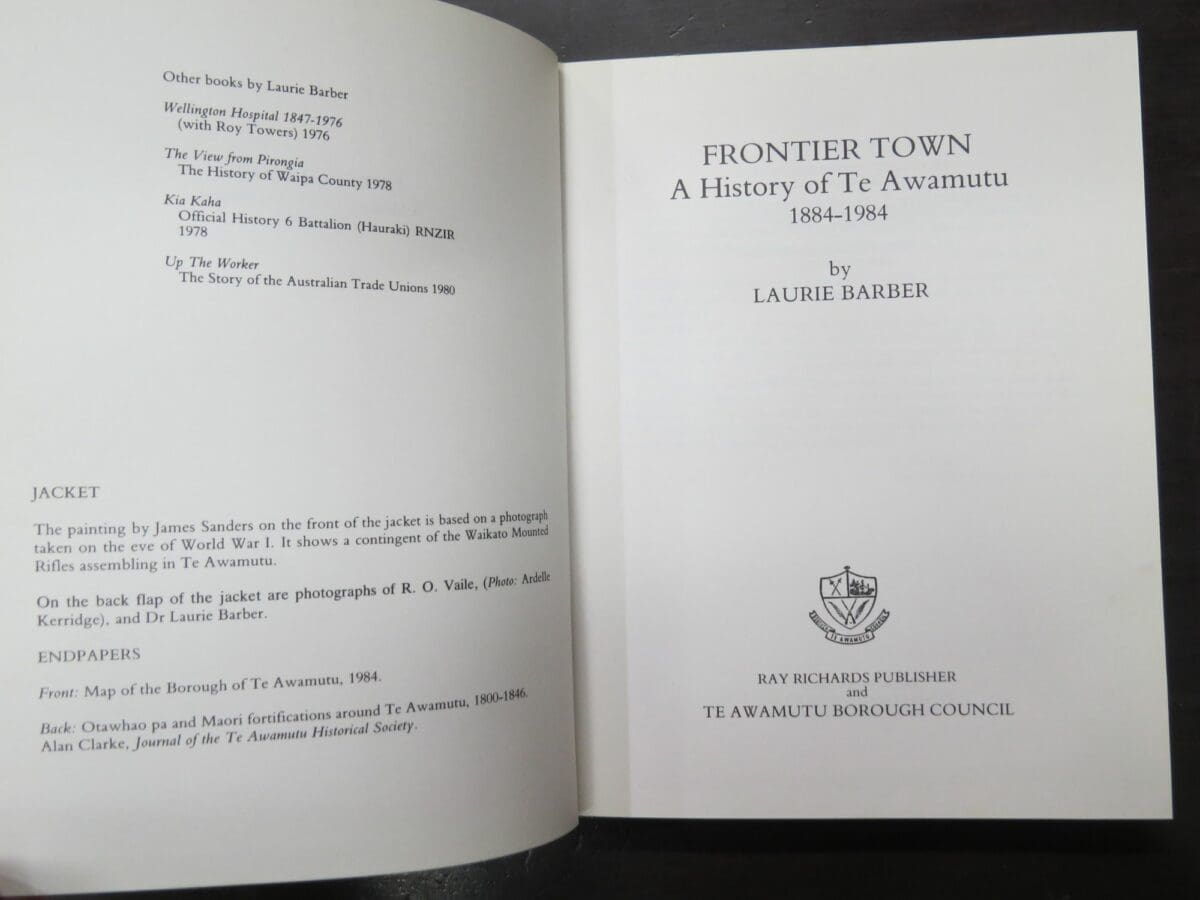 Other books by Laurie Barber
Wellington Hospital 1847-1976
(with Roy Towers) 1976
The View from Pirongia
The History of Waipa County 1978
Kia Kaha
Official History 6 Battalion (Hauraki) RNZIR
1978
Up The Worker
The Story of the Australian Trade Unions 1980
JACKET
The painting by James Sanders on the front of the jacket is based on a photograph
taken on the eve of World War I. It shows a contingent of the Waikato Mounted
Rifles assembling in Te Awamutu.
On the back flap of the jacket are photographs of R. O. Vaile, (Photo: Ardelle
Kerridge), and Dr Laurie Barber.
ENDPAPERS
Front: Map of the Borough of Te Awamutu, 1984.
Back: Otawhao pa and Maori fortifications around Te Awamutu, 1800-1846.
Alan Clarke, Journal of the Te Awamutu Historical Society.
FRONTIER TOWN
A History of Te Awamutu
1884-1984
by
LAURIE BARBER
TE AWAMUTU
RAY RICHARDS PUBLISHER
and
TE AWAMUTU BOROUGH COUNCIL